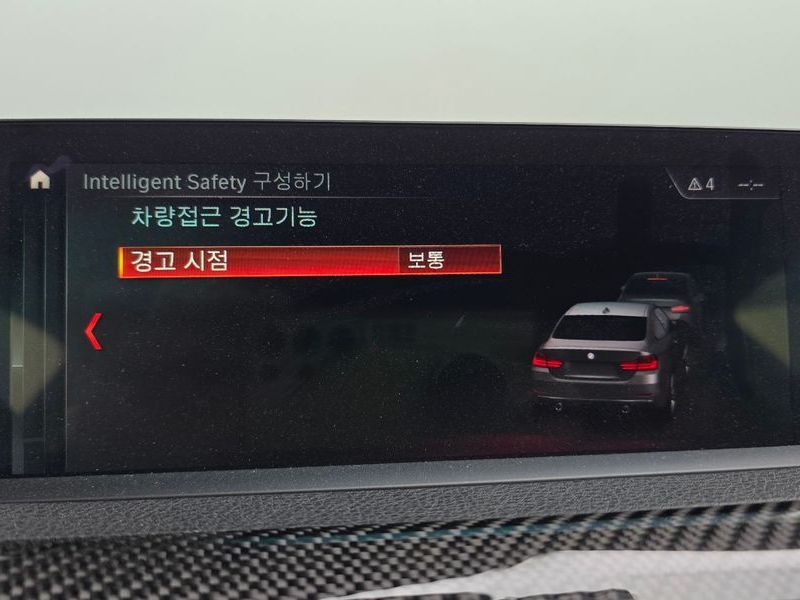 Intelligent Safety 구성하기
4 --:--
차량접근 경고기능
경고 시점 보통